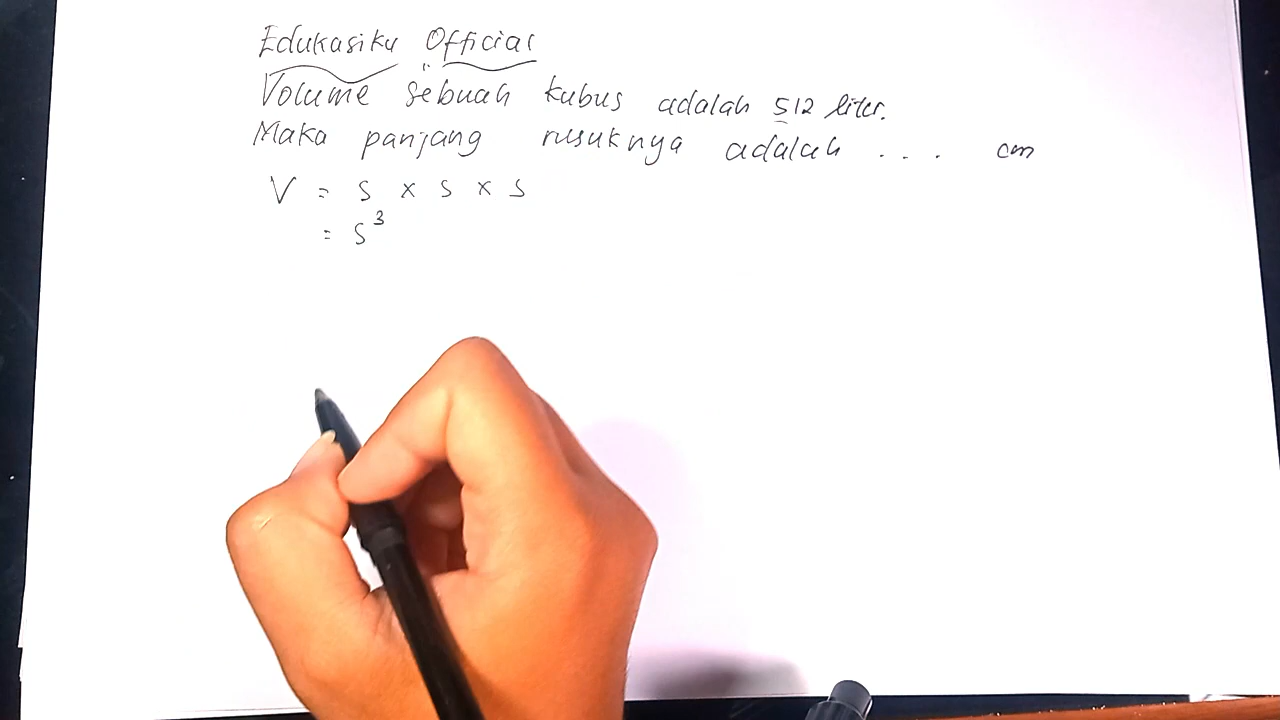 Edukasiku Official
Volume sebuah kubus adalah 512 liter.
Maka panjang rusuknya adalah . . . cm
V = s x s x s
= s³